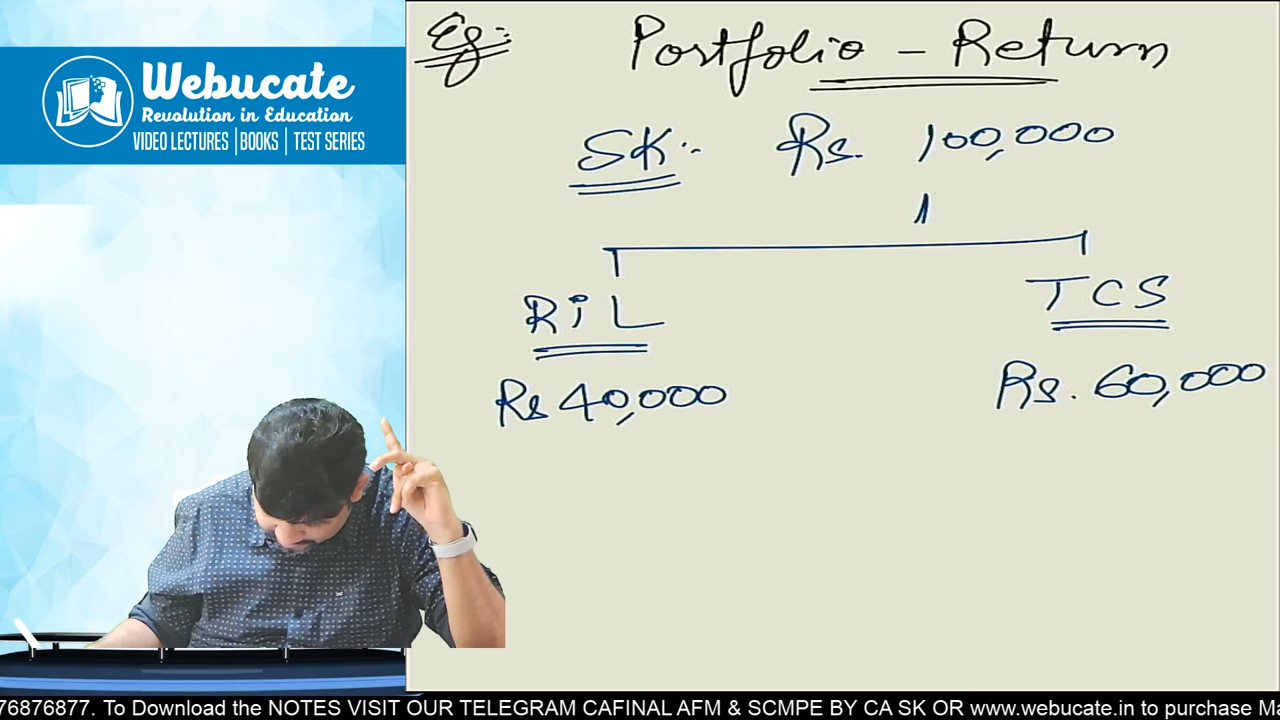 Webucate
Revolution in Education
VIDEO LECTURES | BOOKS | TEST SERIES
Eg:-
Portfolio - Return
SK:- Rs. 100,000
RiL
TCS
Rs 40,000
Rs. 60,000
76876877. To Download the NOTES VISIT OUR TELEGRAM CAFINAL AFM & SCMPE BY CA SK OR www.webucate.in to purchase Ma